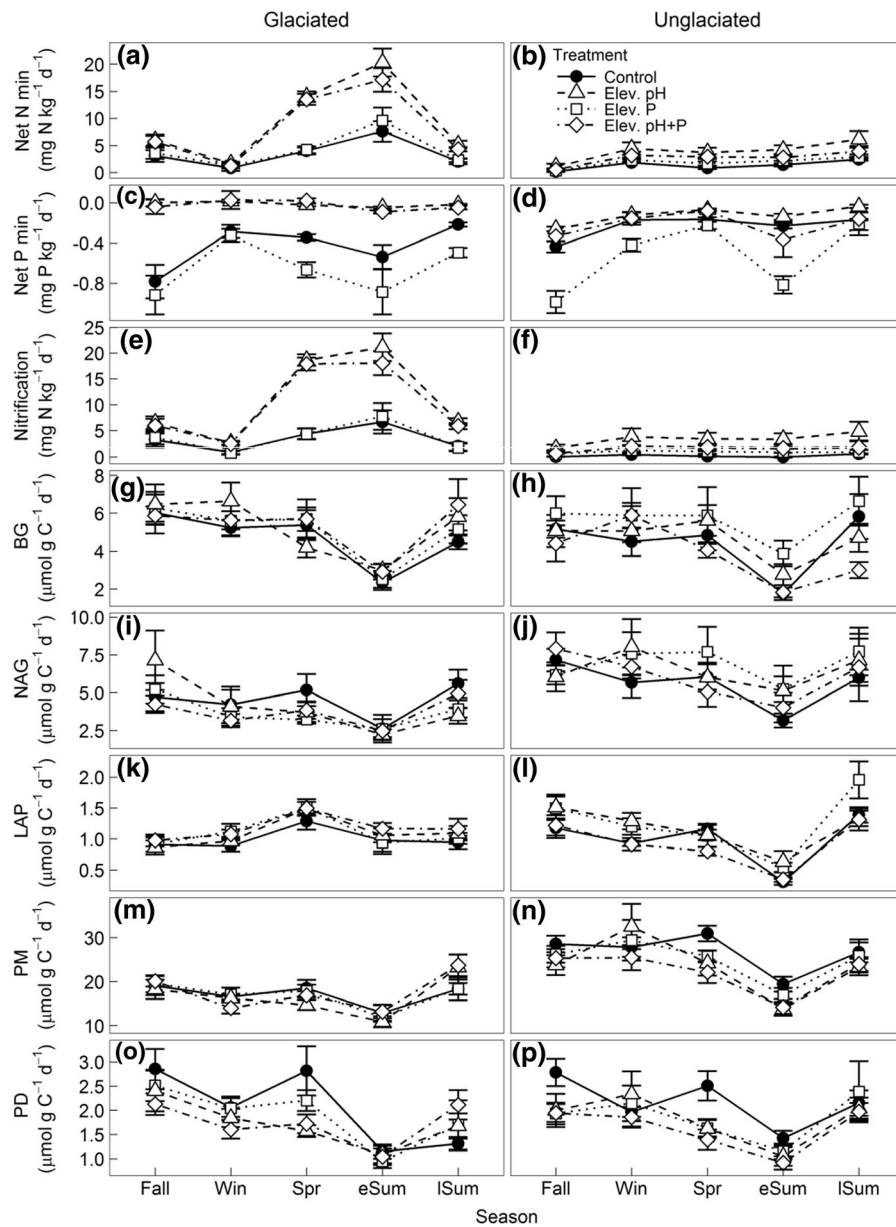 Glaciated
Unglaciated
Net N min
(mg N kg⁻¹ d⁻¹)
(a)
20
15
10
5
0
(b)
Treatment
Control
Elev. pH
Elev. P
Elev. pH+P
Net P min
(mg P kg⁻¹ d⁻¹)
(c)
0.0
-0.4
-0.8
(d)
Nitrification
(mg N kg⁻¹ d⁻¹)
(e)
25
20
15
10
5
0
(f)
BG
(μmol g C⁻¹ d⁻¹)
(g)
8
6
4
2
(h)
NAG
(μmol g C⁻¹ d⁻¹)
(i)
10.0
7.5
5.0
2.5
(j)
LAP
(μmol g C⁻¹ d⁻¹)
(k)
2.0
1.5
1.0
0.5
(l)
PM
(μmol g C⁻¹ d⁻¹)
(m)
30
20
10
(n)
PD
(μmol g C⁻¹ d⁻¹)
(o)
3.0
2.5
2.0
1.5
1.0
(p)
Fall Win Spr eSum lSum
Fall Win Spr eSum lSum
Season